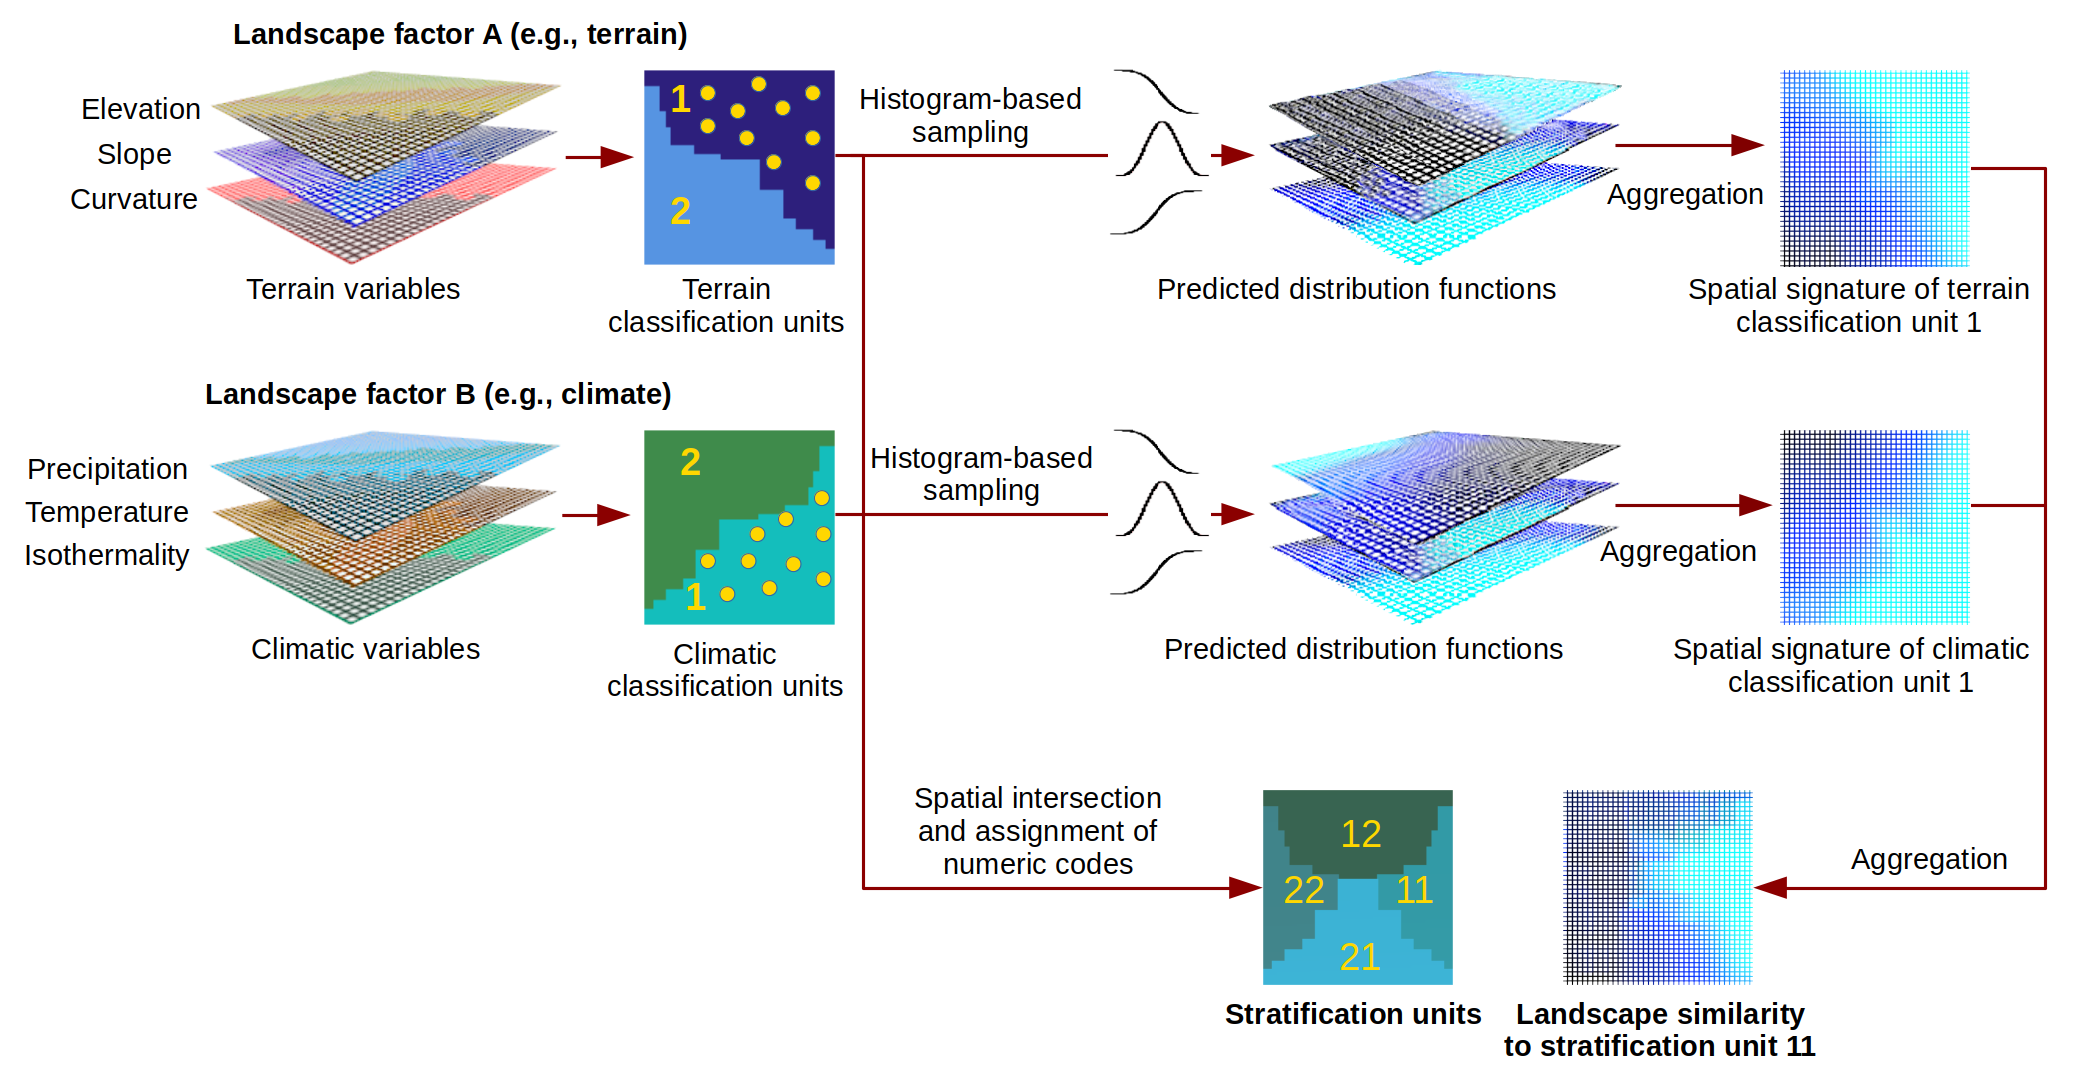 Landscape factor A (e.g., terrain)
Elevation
Slope
Curvature
Terrain variables
1
2
Terrain
classification units
Histogram-based
sampling
Predicted distribution functions
Aggregation
Spatial signature of terrain
classification unit 1
Landscape factor B (e.g., climate)
Precipitation
Temperature
Isothermality
Climatic variables
2
1
Climatic
classification units
Histogram-based
sampling
Predicted distribution functions
Aggregation
Spatial signature of climatic
classification unit 1
Spatial intersection
and assignment of
numeric codes
12
22 11
21
Stratification units
Aggregation
Landscape similarity
to stratification unit 11